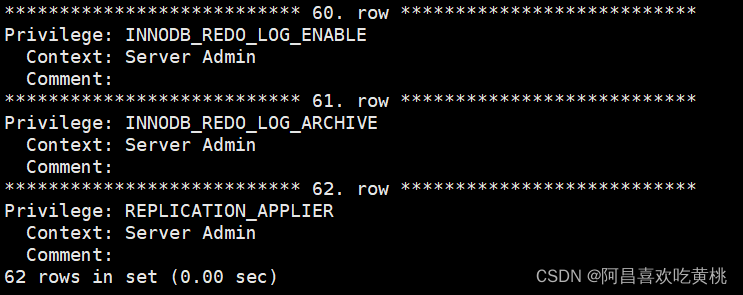 *************************** 60. row ***************************
Privilege: INNODB_REDO_LOG_ENABLE
Context: Server Admin
Comment:
*************************** 61. row ***************************
Privilege: INNODB_REDO_LOG_ARCHIVE
Context: Server Admin
Comment:
*************************** 62. row ***************************
Privilege: REPLICATION_APPLIER
Context: Server Admin
Comment:
62 rows in set (0.00 sec)
CSDN @阿昌喜欢吃黄桃